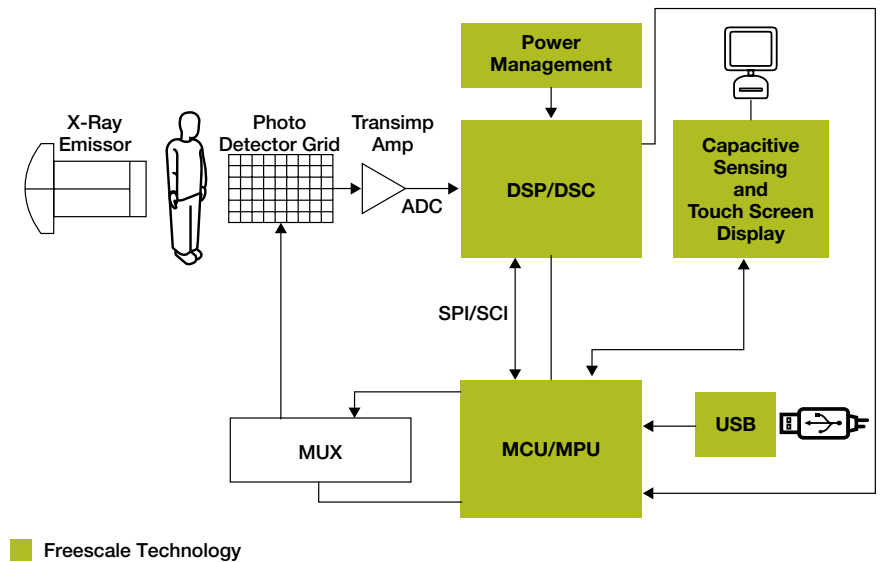 Power
Management
X-Ray
Emissor
Photo
Detector Grid
Transimp
Amp
ADC
DSP/DSC
Capacitive
Sensing
and
Touch Screen
Display
SPI/SCI
MUX
MCU/MPU
USB
Freescale Technology